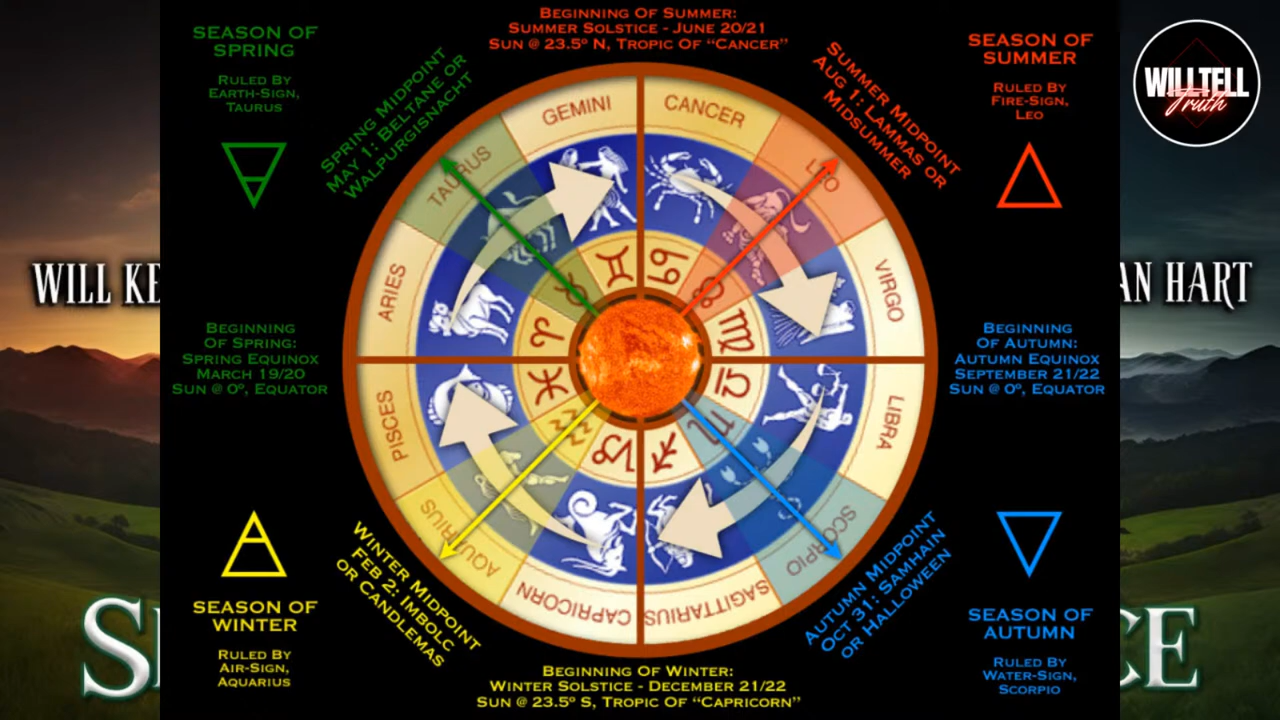 BEGINNING OF SUMMER:
SUMMER SOLSTICE - JUNE 20/21
SUN @ 23.5° N, TROPIC OF “CANCER”
SEASON OF
SPRING
RULED BY
EARTH-SIGN,
TAURUS
SPRING MIDPOINT
MAY 1: BELTANE OR
WALPURGISNACHT
SUMMER MIDPOINT
AUG 1: LAMMAS OR
MIDSUMMER
SEASON OF
SUMMER
RULED BY
FIRE-SIGN,
LEO
WILLTELL
Truth
GEMINI
CANCER
TAURUS
LEO
ARIES
VIRGO
WILL KE
AN HART
BEGINNING
OF SPRING:
SPRING EQUINOX
MARCH 19/20
SUN @ 0°, EQUATOR
BEGINNING
OF AUTUMN:
AUTUMN EQUINOX
SEPTEMBER 21/22
SUN @ 0°, EQUATOR
PISCES
LIBRA
AQUARIUS
SCORPIO
CAPRICORN
SAGITTARIUS
WINTER MIDPOINT
FEB 2: IMBOLC
OR CANDLEMAS
AUTUMN MIDPOINT
OCT 31: SAMHAIN
OR HALLOWEEN
SEASON OF
WINTER
RULED BY
AIR-SIGN,
AQUARIUS
SEASON OF
AUTUMN
RULED BY
WATER-SIGN,
SCORPIO
S
CE
BEGINNING OF WINTER:
WINTER SOLSTICE - DECEMBER 21/22
SUN @ 23.5° S, TROPIC OF “CAPRICORN”